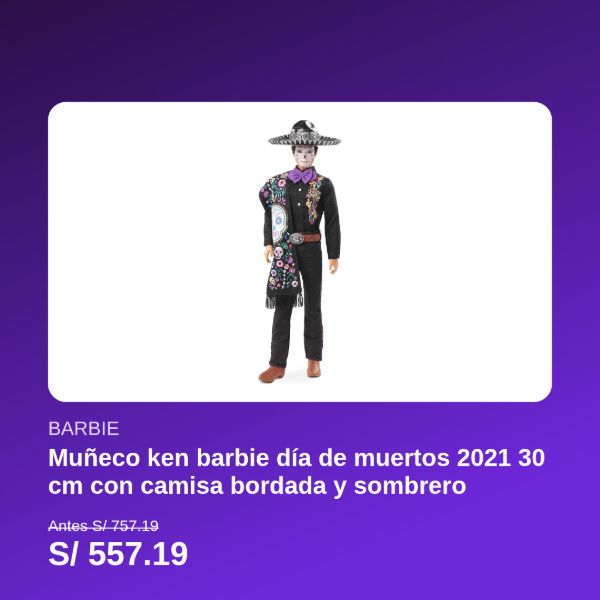 BARBIE
Muñeco ken barbie día de muertos 2021 30
cm con camisa bordada y sombrero
Antes S/ 757.19
S/ 557.19